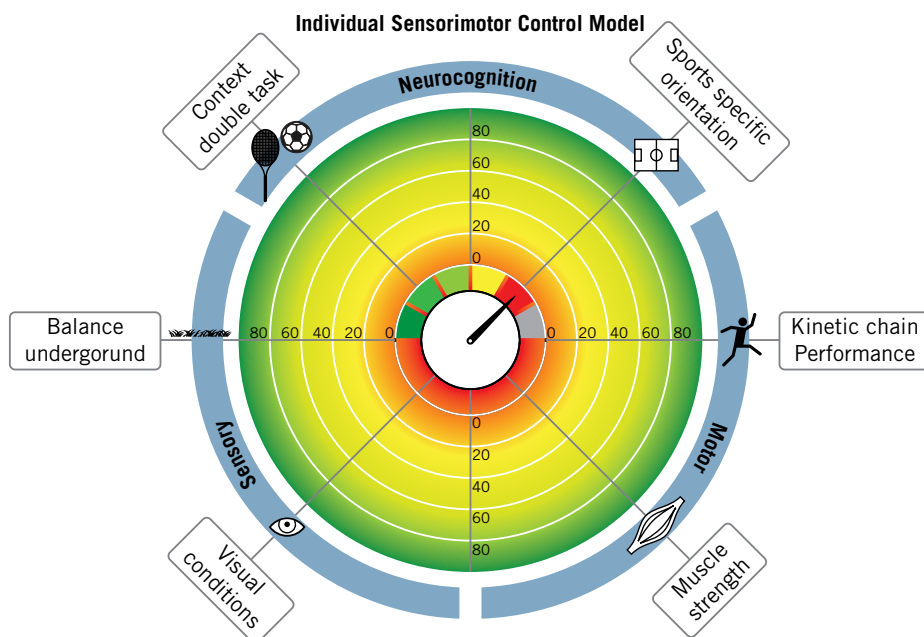 Individual Sensorimotor Control Model
Context
double task
Neurocognition
Sports specific
orientation
80
60
40
20
0
Balance
undergorund
80 60 40 20 0
0 20 40 60 80
Kinetic chain
Performance
0
20
40
60
80
Sensory
Motor
Visual
conditions
Muscle
strength